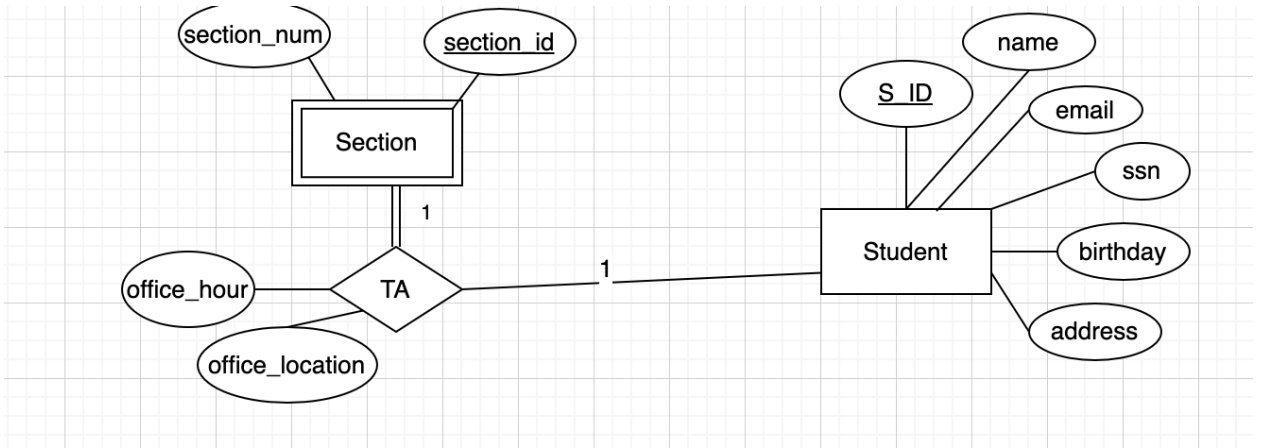 section_num
section_id
name
S_ID
email
Section
ssn
1
Student
birthday
1
office_hour
TA
address
office_location